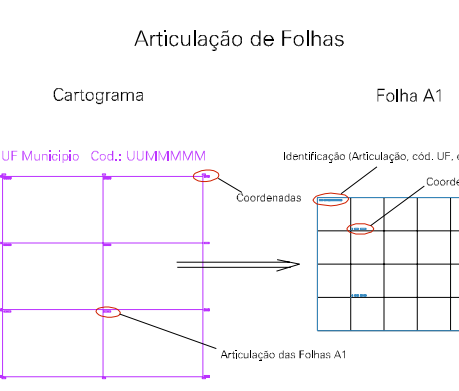 Articulação de Folhas
Cartograma
Folha A1
UF Municipio Cod.: UUMMMMM
Identificação (Articulação, cód. UF, e
Coorde
Coordenadas
Articulação das Folhas A1